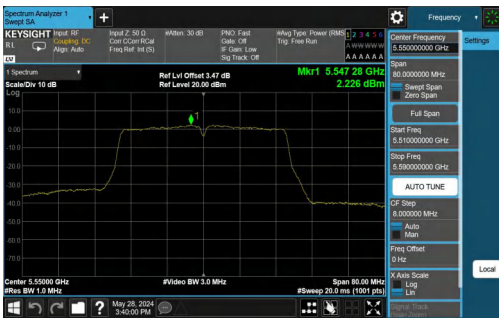 Spectrum Analyzer 1
Swept SA
+
Frequency
KEYSIGHT
RL
Input: RF
Coupling: DC
Align: Auto
Input Z: 50 Ω
Corr CCorr RCal
Freq Ref: Int (S)
#Atten: 30 dB
PNO: Fast
Gate: Off
IF Gain: Low
Sig Track: Off
#Avg Type: Power (RMS
Trig: Free Run
1 2 3 4 5 6
A W W W W W
A A A A A A
LXI
1 Spectrum
Scale/Div 10 dB
Ref Lvl Offset 3.47 dB
Ref Level 20.00 dBm
Mkr1 5.547 28 GHz
2.226 dBm
Log
10.0
0.00
-10.0
-20.0
-30.0
-40.0
-50.0
-60.0
-70.0
1
Center 5.55000 GHz
#Res BW 1.0 MHz
#Video BW 3.0 MHz
Span 80.00 MHz
#Sweep 20.0 ms (1001 pts)
Center Frequency
5.550000000 GHz
Settings
Span
80.0000000 MHz
Swept Span
Zero Span
Full Span
Start Freq
5.510000000 GHz
Stop Freq
5.590000000 GHz
AUTO TUNE
CF Step
8.000000 MHz
Auto
Man
Freq Offset
0 Hz
X Axis Scale
Log
Lin
Local
Signal Track
?
May 28, 2024
3:40:00 PM